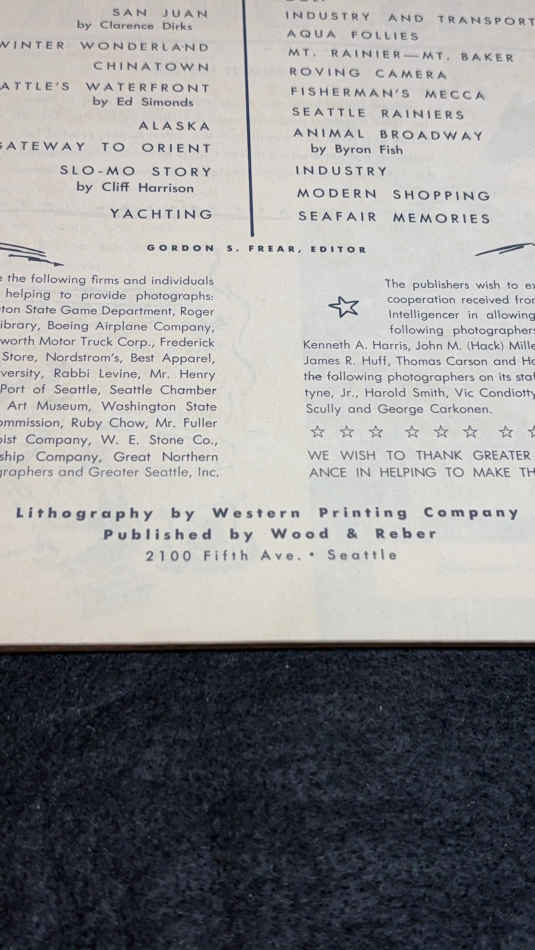 SAN JUAN
by Clarence Dirks
WINTER WONDERLAND
CHINATOWN
ATTLE'S WATERFRONT
by Ed Simonds
ALASKA
GATEWAY TO ORIENT
SLO-MO STORY
by Cliff Harrison
YACHTING
INDUSTRY AND TRANSPORT
AQUA FOLLIES
MT. RAINIER—MT. BAKER
ROVING CAMERA
FISHERMAN'S MECCA
SEATTLE RAINIERS
ANIMAL BROADWAY
by Byron Fish
INDUSTRY
MODERN SHOPPING
SEAFAIR MEMORIES
GORDON S. FREAR, EDITOR
e the following firms and individuals
helping to provide photographs:
ton State Game Department, Roger
ibrary, Boeing Airplane Company,
worth Motor Truck Corp., Frederick
Store, Nordstrom's, Best Apparel,
versity, Rabbi Levine, Mr. Henry
Port of Seattle, Seattle Chamber
Art Museum, Washington State
ommission, Ruby Chow, Mr. Fuller
oist Company, W. E. Stone Co.,
ship Company, Great Northern
graphers and Greater Seattle, Inc.
The publishers wish to ex
cooperation received from
Intelligencer in allowing
following photographers
Kenneth A. Harris, John M. (Hack) Mille
James R. Huff, Thomas Carson and Ho
the following photographers on its staf
tyne, Jr., Harold Smith, Vic Condiotty
Scully and George Carkonen.
WE WISH TO THANK GREATER
ANCE IN HELPING TO MAKE TH
Lithography by Western Printing Company
Published by Wood & Reber
2100 Fifth Ave. • Seattle